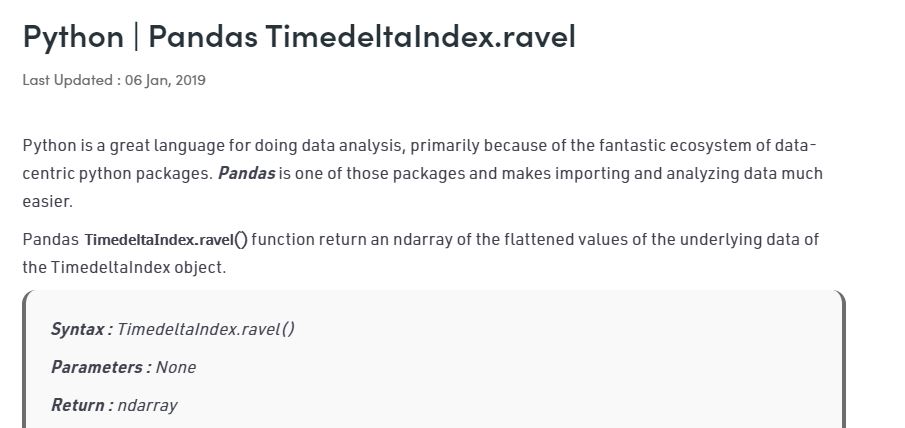 Python | Pandas TimedeltaIndex.ravel
Last Updated : 06 Jan, 2019
Python is a great language for doing data analysis, primarily because of the fantastic ecosystem of data-
centric python packages. Pandas is one of those packages and makes importing and analyzing data much
easier.
Pandas TimedeltaIndex.ravel() function return an ndarray of the flattened values of the underlying data of
the TimedeltaIndex object.
Syntax : TimedeltaIndex.ravel()
Parameters : None
Return : ndarray